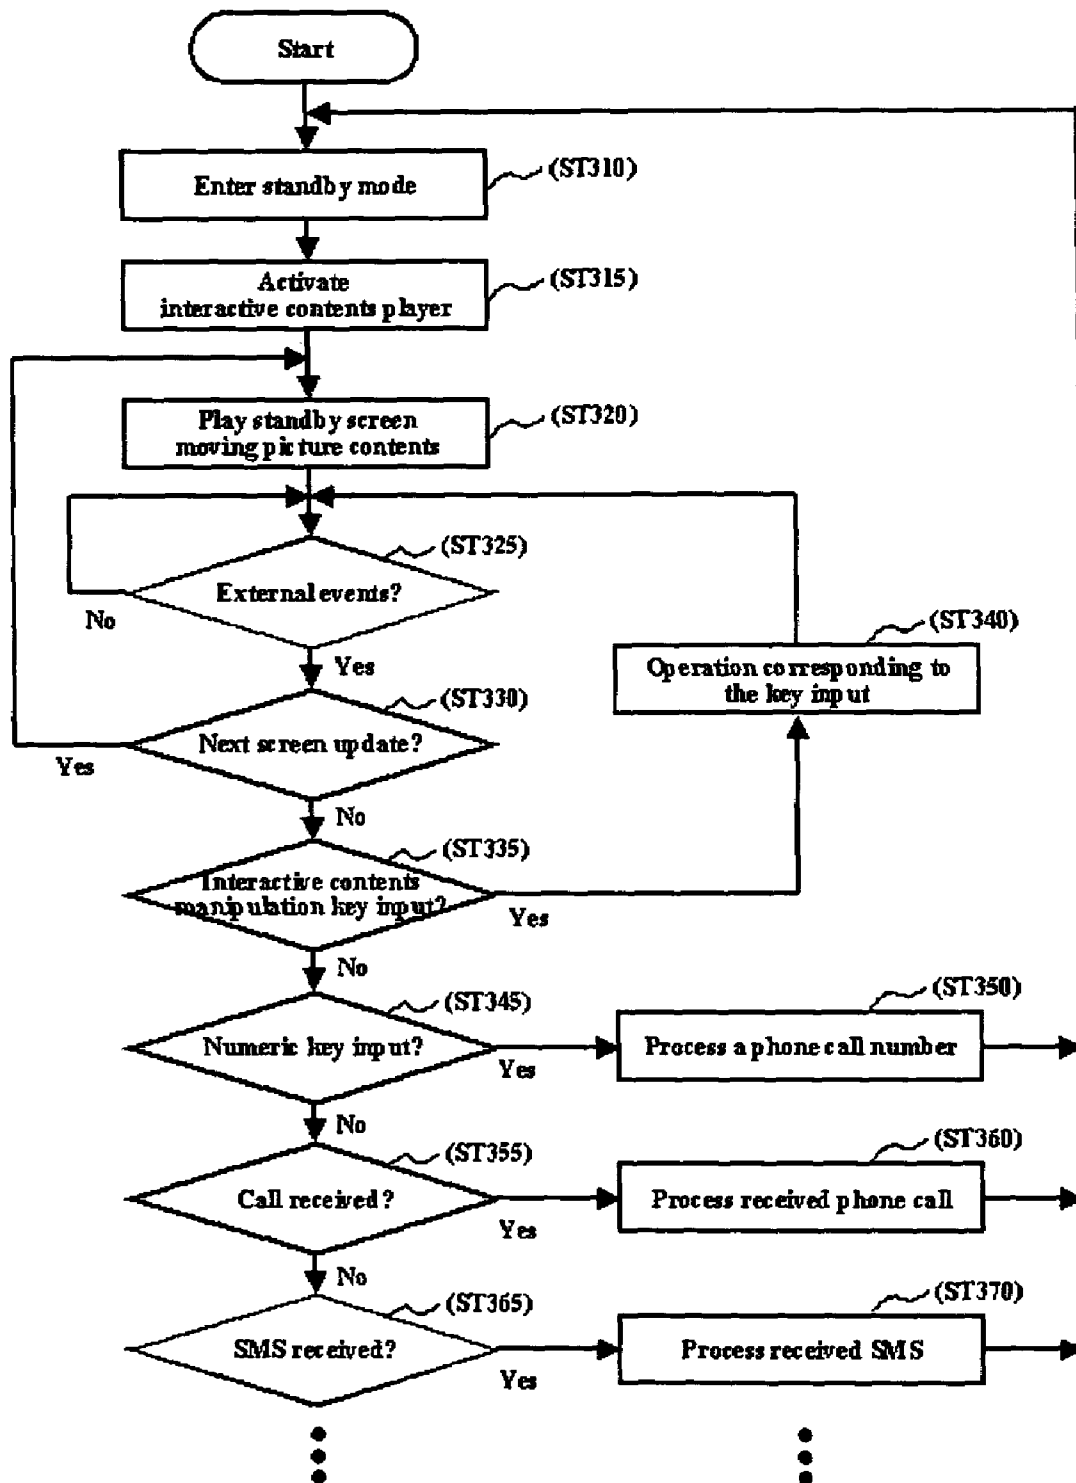 Start
Enter standby mode
(ST310)
Activate
interactive contents player
(ST315)
Play standby screen
moving picture contents
(ST320)
External events?
(ST325)
No
Yes
Operation corresponding to
the key input
(ST340)
Next screen update?
(ST330)
Yes
No
Interactive contents
manipulation key input?
(ST335)
Yes
No
Numeric key input?
(ST345)
Yes
Process a phone call number
(ST350)
No
Call received?
(ST355)
Yes
Process received phone call
(ST360)
No
SMS received?
(ST365)
Yes
Process received SMS
(ST370)